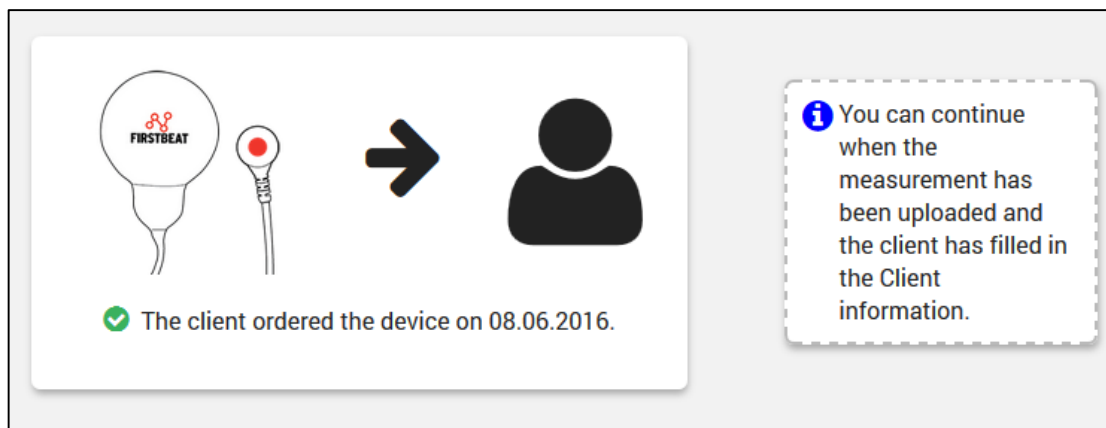 FIRSTBEAT
The client ordered the device on 08.06.2016.
You can continue
when the
measurement has
been uploaded and
the client has filled in
the Client
information.